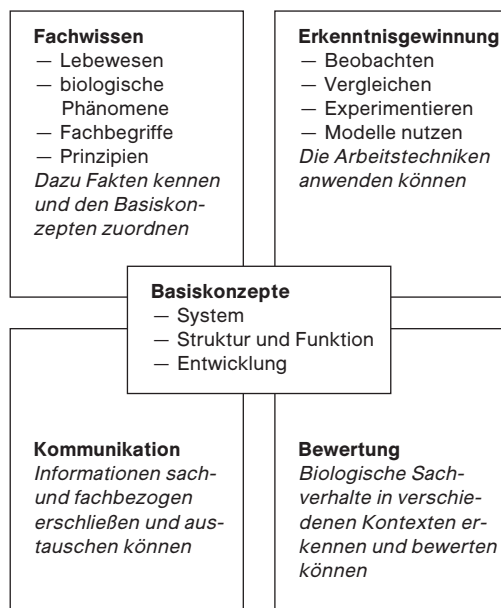 Fachwissen
— Lebewesen
— biologische
Phänomene
— Fachbegriffe
— Prinzipien
Dazu Fakten kennen
und den Basiskon-
zepten zuordnen
Erkenntnisgewinnung
— Beobachten
— Vergleichen
— Experimentieren
— Modelle nutzen
Die Arbeitstechniken
anwenden können
Basiskonzepte
— System
— Struktur und Funktion
— Entwicklung
Kommunikation
Informationen sach-
und fachbezogen
erschließen und aus-
tauschen können
Bewertung
Biologische Sach-
verhalte in verschie-
denen Kontexten er-
kennen und bewerten
können